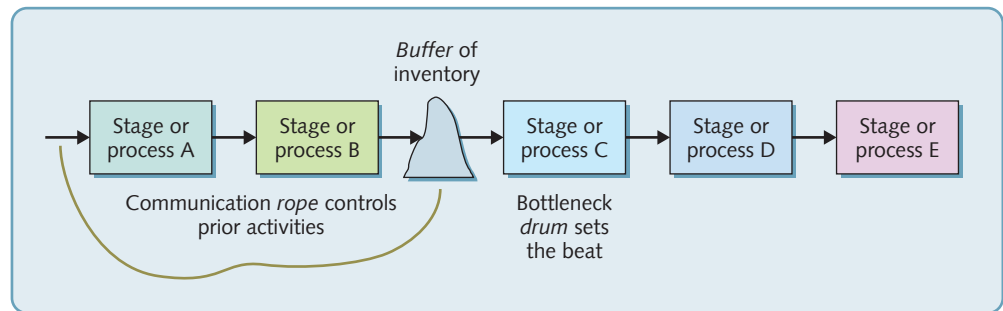 Buffer of
inventory
Stage or
process A
Stage or
process B
Stage or
process C
Stage or
process D
Stage or
process E
Communication rope controls
prior activities
Bottleneck
drum sets
the beat